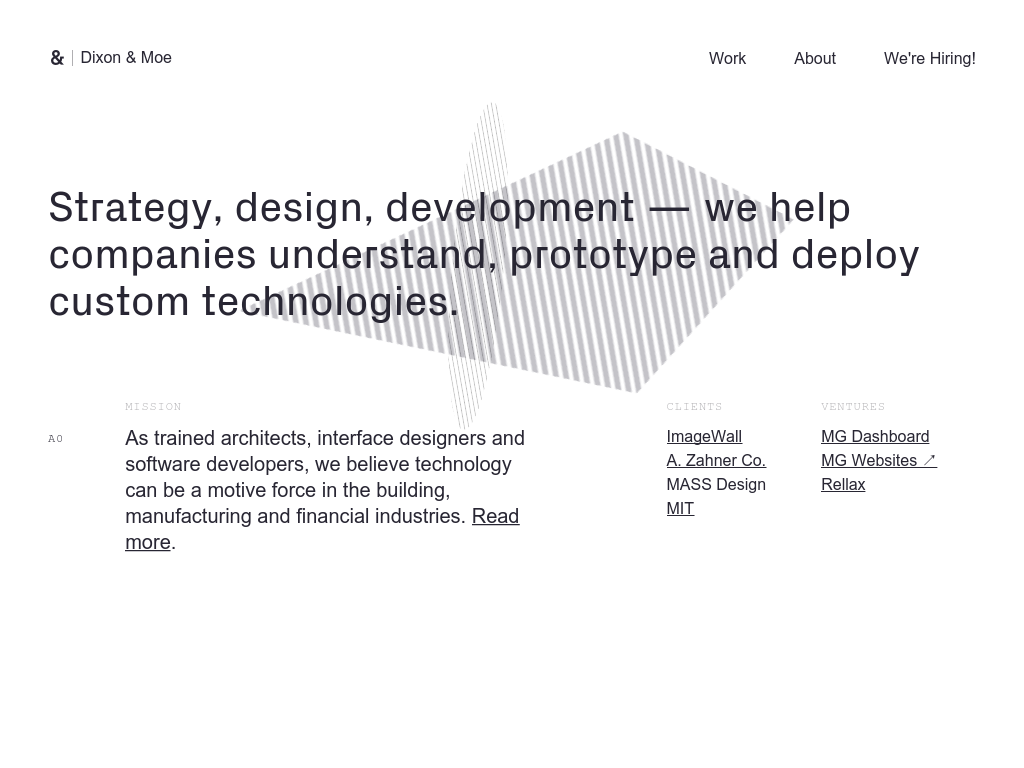 & | Dixon & Moe
Work
About
We're Hiring!
Strategy, design, development — we help
companies understand, prototype and deploy
custom technologies.
MISSION
A0
As trained architects, interface designers and
software developers, we believe technology
can be a motive force in the building,
manufacturing and financial industries. Read
more.
CLIENTS
ImageWall
A. Zahner Co.
MASS Design
MIT
VENTURES
MG Dashboard
MG Websites ↗
Rellax